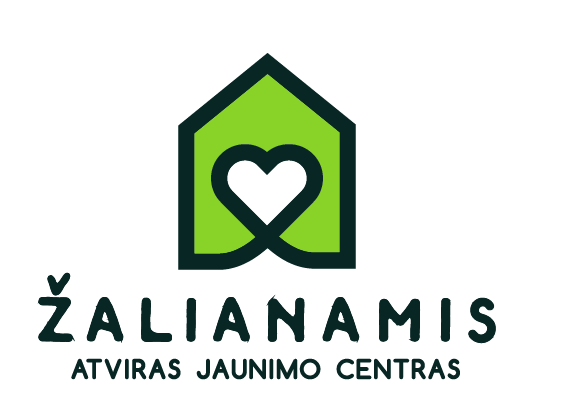 ŽALIANAMIS
ATVIRAS JAUNIMO CENTRAS